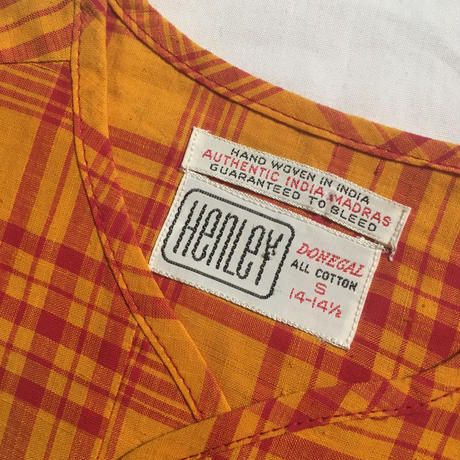 HAND WOVEN IN INDIA
AUTHENTIC INDIA MADRAS
GUARANTEED TO BLEED
HENLEY
DONEGAL
ALL COTTON
S
14-14½